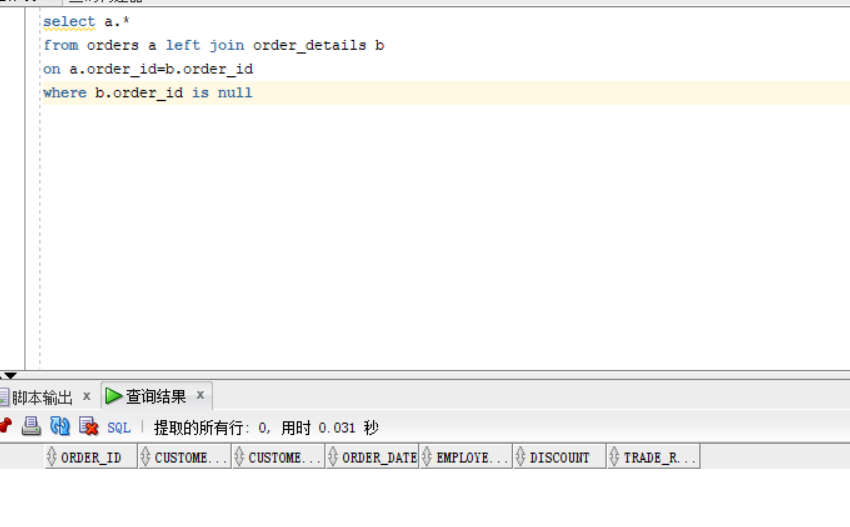 select a.*
from orders a left join order_details b
on a.order_id=b.order_id
where b.order_id is null
脚本输出 x 查询结果 x
SQL | 提取的所有行: 0, 用时 0.031 秒
ORDER_ID CUSTOME... CUSTOME... ORDER_DATE EMPLOYE... DISCOUNT TRADE_R...